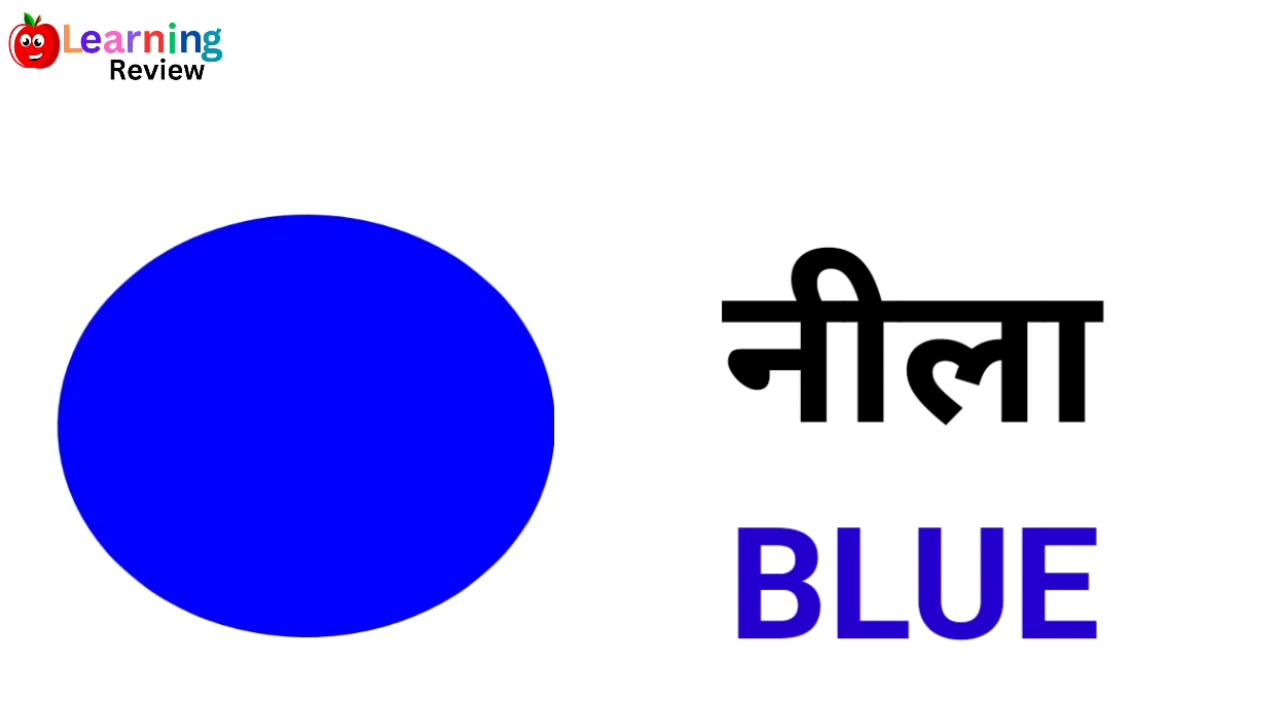 Learning
Review
नीला
BLUE